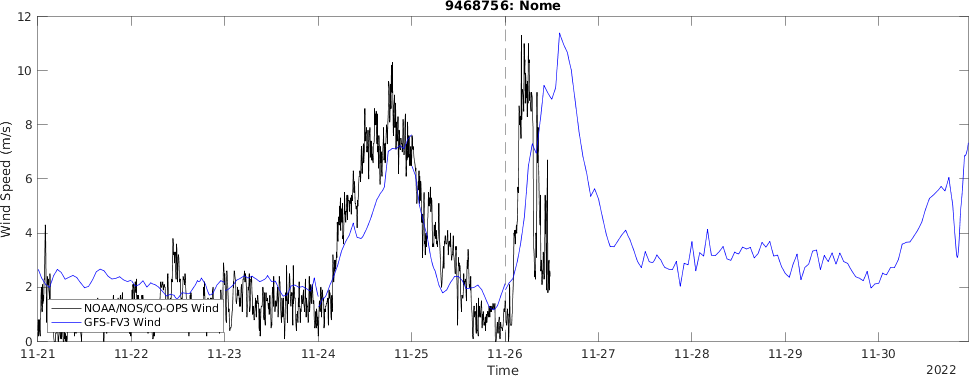 9468756: Nome
12
10
8
6
4
2
0
Wind Speed (m/s)
NOAA/NOS/CO-OPS Wind
GFS-FV3 Wind
11-21 11-22 11-23 11-24 11-25 11-26 11-27 11-28 11-29 11-30
Time
2022